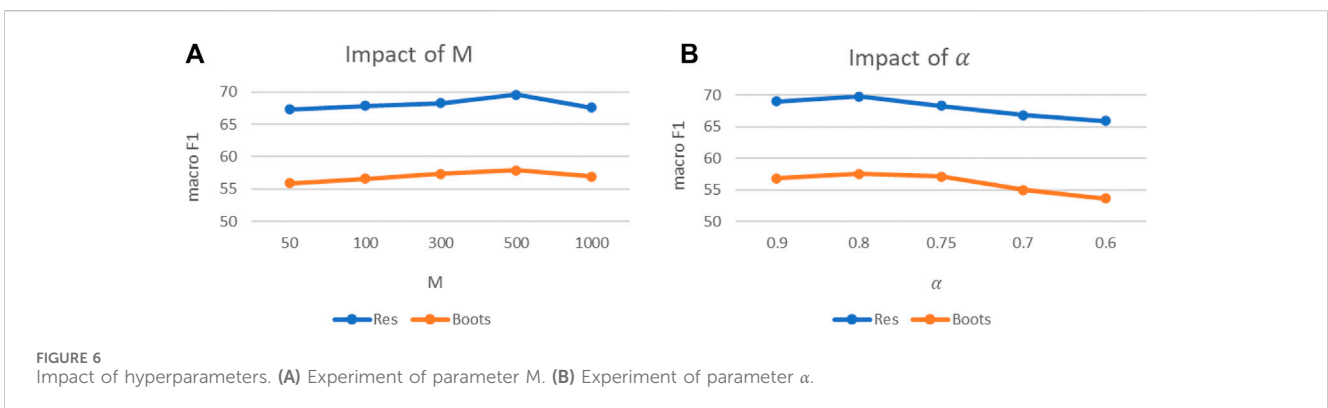 A
Impact of M
70
65
60
55
50
macro F1
50 100 300 500 1000
M
Res Boots
B
Impact of α
70
65
60
55
50
macro F1
0.9 0.8 0.75 0.7 0.6
α
Res Boots
FIGURE 6
Impact of hyperparameters. (A) Experiment of parameter M. (B) Experiment of parameter α.